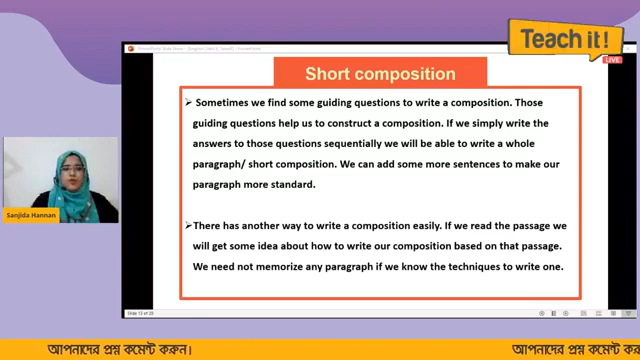 Teach it!
LIVE
Short composition
➤ Sometimes we find some guiding questions to write a composition. Those
guiding questions help us to construct a composition. If we simply write the
answers to those questions sequentially we will be able to write a whole
paragraph/ short composition. We can add some more sentences to make our
paragraph more standard.
➤There has another way to write a composition easily. If we read the passage we
will get some idea about how to write our composition based on that passage.
We need not memorize any paragraph if we know the techniques to write one.
Sanjida Hannan
আপনাদের প্রশ্ন কমেন্ট করুন।
আপনাদের প্রশ্ন কমেন্ট কর